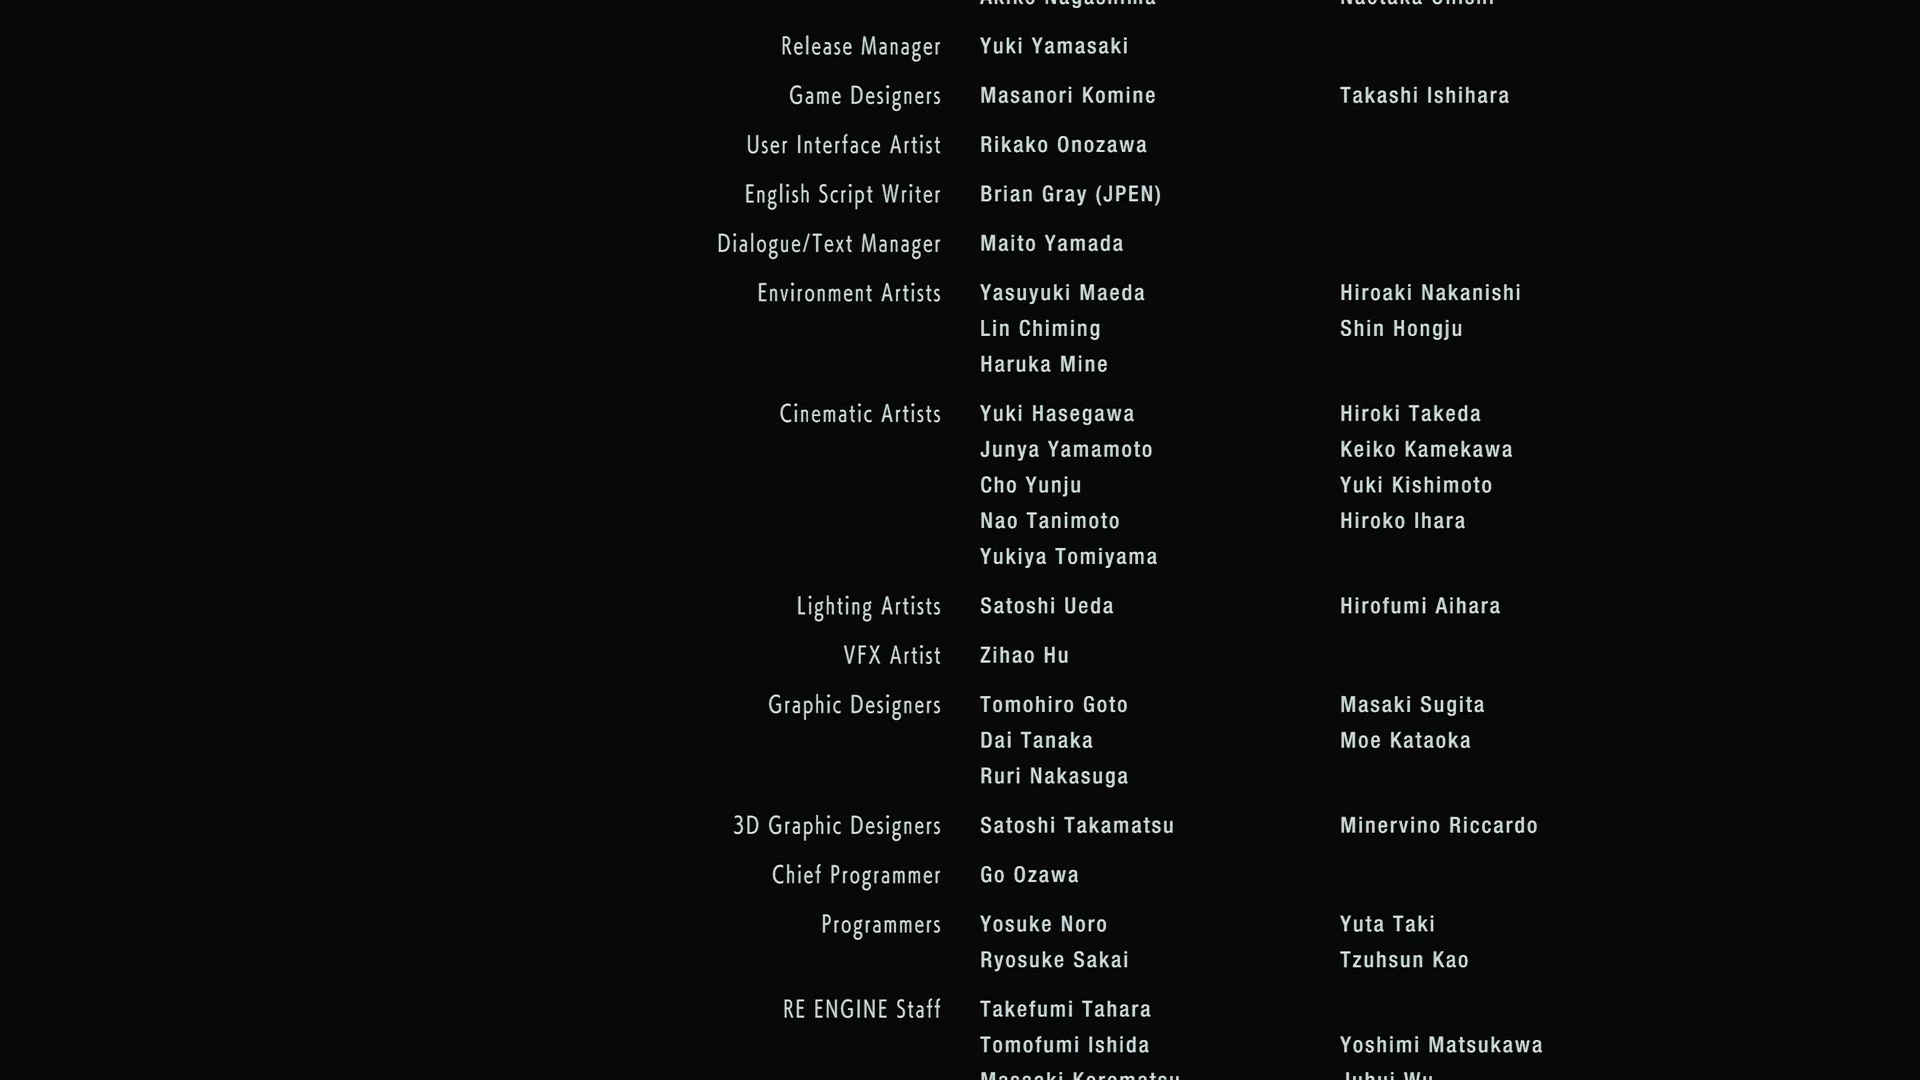 Akiko Nagashima Naotaka Onishi
Release Manager Yuki Yamasaki
Game Designers Masanori Komine Takashi Ishihara
User Interface Artist Rikako Onozawa
English Script Writer Brian Gray (JPEN)
Dialogue/Text Manager Maito Yamada
Environment Artists Yasuyuki Maeda Hiroaki Nakanishi
Lin Chiming Shin Hongju
Haruka Mine
Cinematic Artists Yuki Hasegawa Hiroki Takeda
Junya Yamamoto Keiko Kamekawa
Cho Yunju Yuki Kishimoto
Nao Tanimoto Hiroko Ihara
Yukiya Tomiyama
Lighting Artists Satoshi Ueda Hirofumi Aihara
VFX Artist Zihao Hu
Graphic Designers Tomohiro Goto Masaki Sugita
Dai Tanaka Moe Kataoka
Ruri Nakasuga
3D Graphic Designers Satoshi Takamatsu Minervino Riccardo
Chief Programmer Go Ozawa
Programmers Yosuke Noro Yuta Taki
Ryosuke Sakai Tzuhsun Kao
RE ENGINE Staff Takefumi Tahara
Tomofumi Ishida Yoshimi Matsukawa